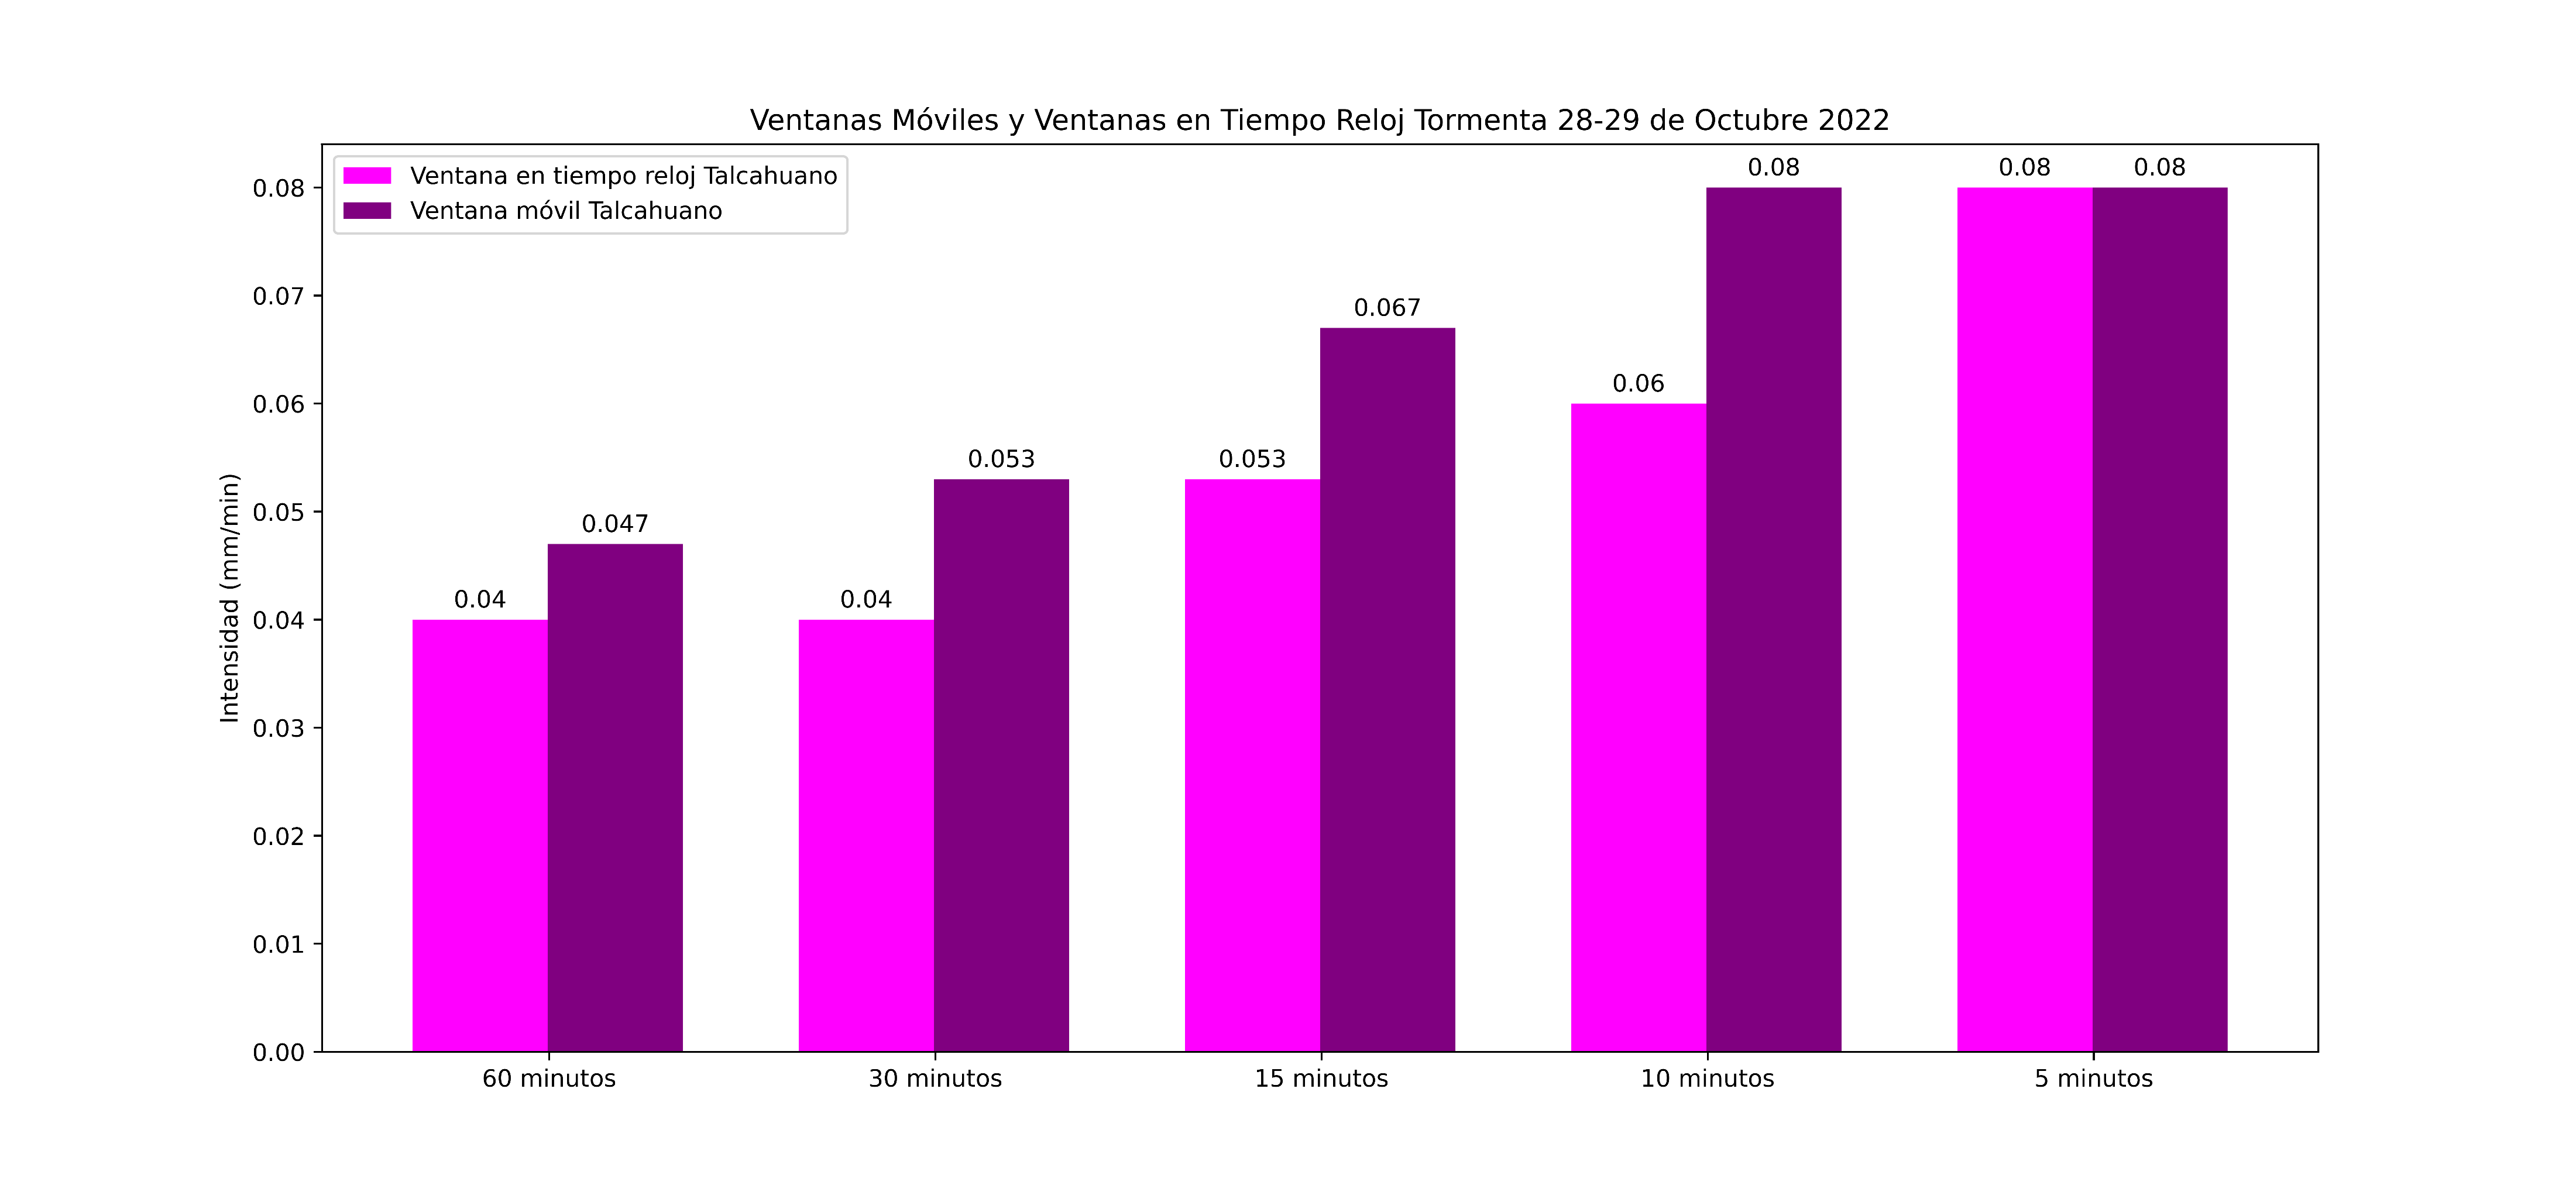 Ventanas Móviles y Ventanas en Tiempo Reloj Tormenta 28-29 de Octubre 2022
Ventana en tiempo reloj Talcahuano
Ventana móvil Talcahuano
Intensidad (mm/min)
0.08
0.07
0.06
0.05
0.04
0.03
0.02
0.01
0.00
0.04
0.047
0.04
0.053
0.053
0.067
0.06
0.08
0.08
0.08
60 minutos
30 minutos
15 minutos
10 minutos
5 minutos